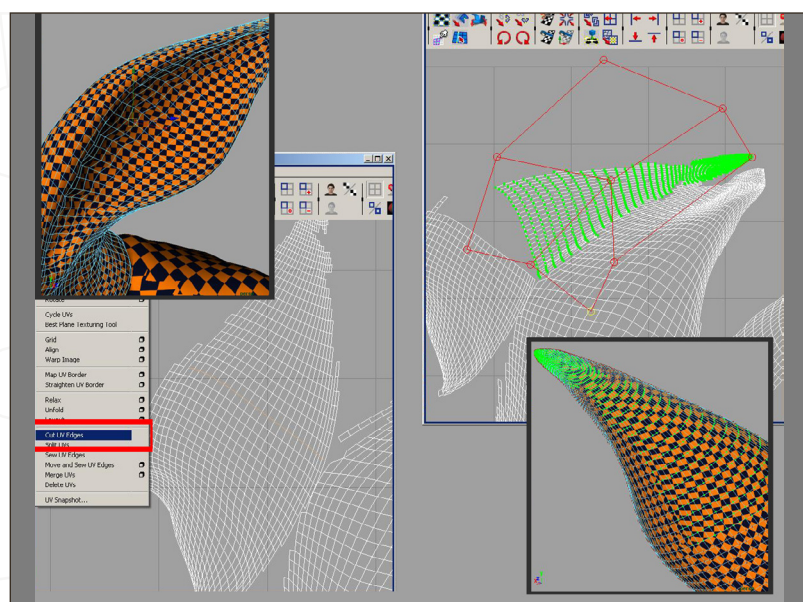 Cycle UVs
Best Plane Texturing Tool
Grid
Align
Warp Image
Map UV Border
Straighten UV Border
Relax
Unfold
Cut UV Edges
Split UVs
Sew UV Edges
Move and Sew UV Edges
Merge UVs
Delete UVs
UV Snapshot...